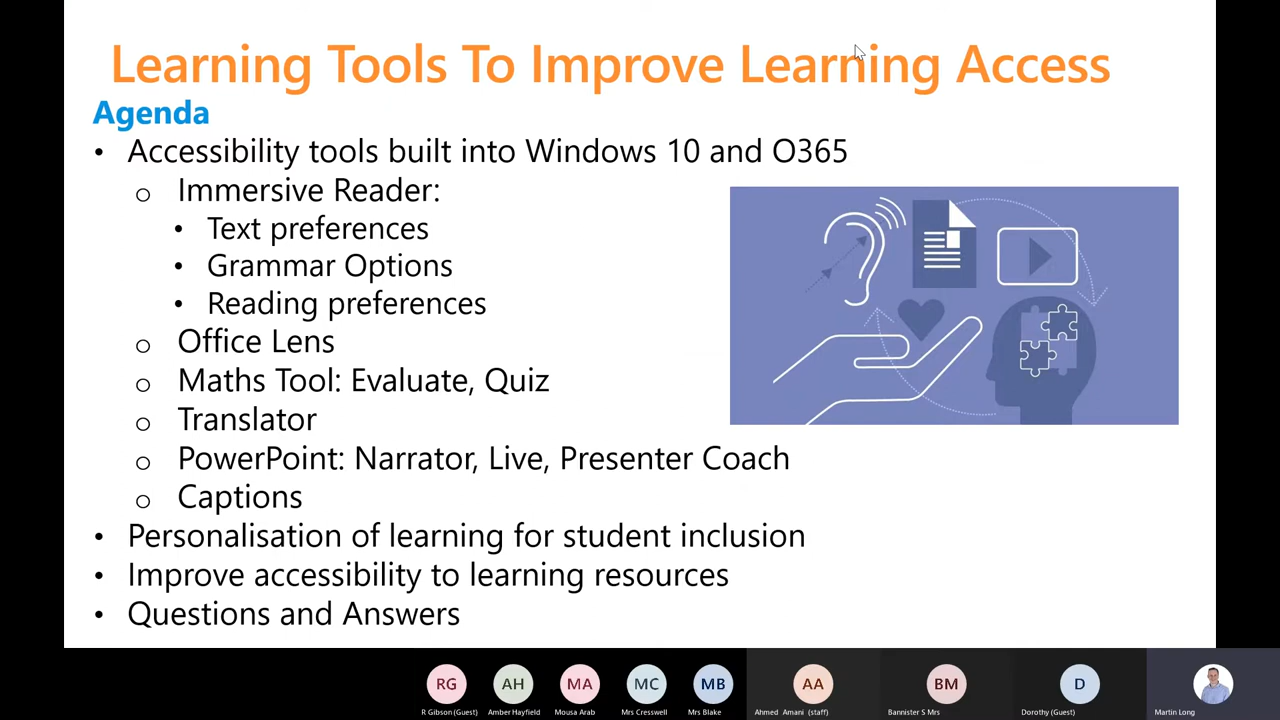 Learning Tools To Improve Learning Access
Agenda
• Accessibility tools built into Windows 10 and O365
o Immersive Reader:
• Text preferences
• Grammar Options
• Reading preferences
o Office Lens
o Maths Tool: Evaluate, Quiz
o Translator
o PowerPoint: Narrator, Live, Presenter Coach
o Captions
• Personalisation of learning for student inclusion
• Improve accessibility to learning resources
• Questions and Answers
RG AH MA MC MB AA BM D
R Gibson (Guest) Amber Hayfield Mousa Arab Mrs Cresswell Mrs Blake Ahmed Amani (staff) Bannister S Mrs Dorothy (Guest) Martin Long